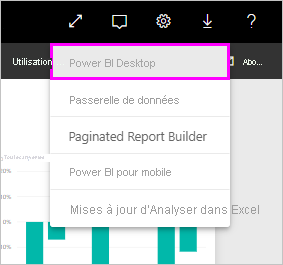 ?
Utilisation
Abo...
Power BI Desktop
Passerelle de données
Paginated Report Builder
Power BI pour mobile
Mises à jour d'Analyser dans Excel